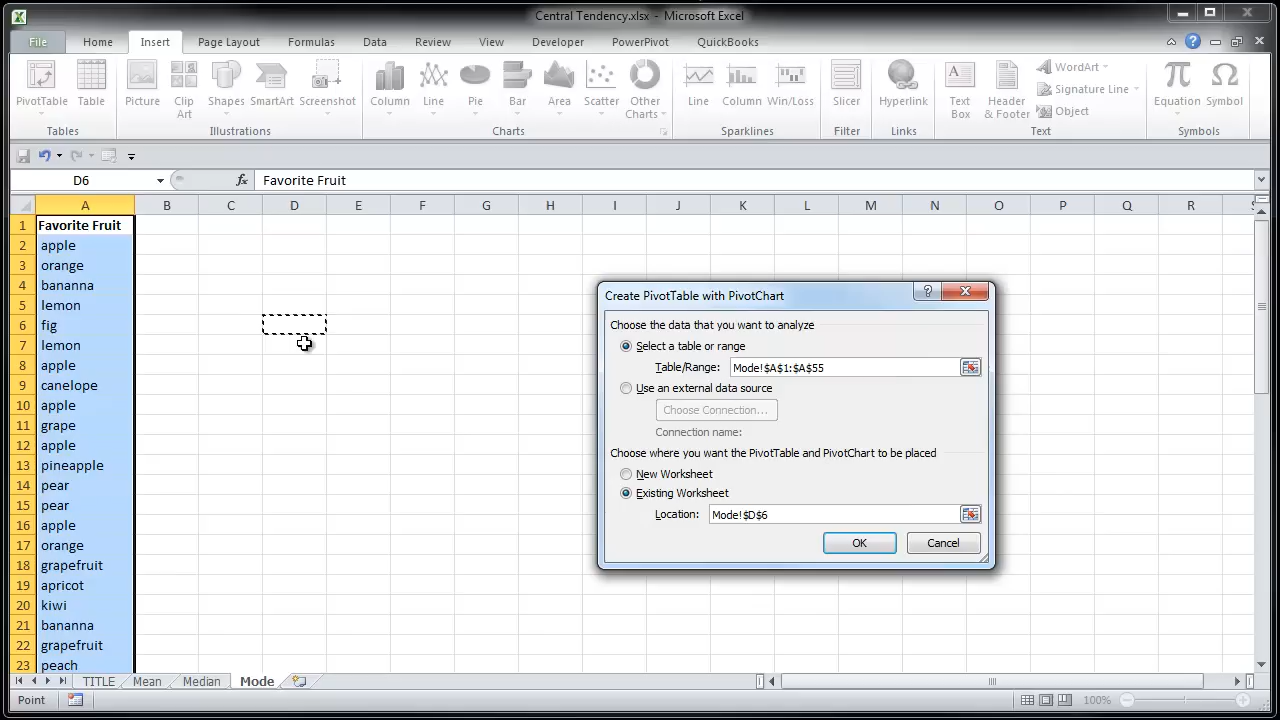 Central Tendency.xlsx - Microsoft Excel
File Home Insert Page Layout Formulas Data Review View Developer PowerPivot QuickBooks
PivotTable Table Picture Clip Art Shapes SmartArt Screenshot Column Line Pie Bar Area Scatter Other Charts Line Column Win/Loss Slicer Hyperlink Text Box Header & Footer WordArt Signature Line Object Equation Symbol
Tables Illustrations Charts Sparklines Filter Links Text Symbols
D6 fx Favorite Fruit
A B C D E F G H I J K L M N O P Q R S
1 Favorite Fruit
2 apple
3 orange
4 bananna
5 lemon
6 fig
7 lemon
8 apple
9 canelope
10 apple
11 grape
12 apple
13 pineapple
14 pear
15 pear
16 apple
17 orange
18 grapefruit
19 apricot
20 kiwi
21 bananna
22 grapefruit
23 peach
Create PivotTable with PivotChart
Choose the data that you want to analyze
Select a table or range
Table/Range: Mode!$A$1:$A$55
Use an external data source
Choose Connection...
Connection name:
Choose where you want the PivotTable and PivotChart to be placed
New Worksheet
Existing Worksheet
Location: Mode!$D$6
OK Cancel
TITLE Mean Median Mode
Point 100%